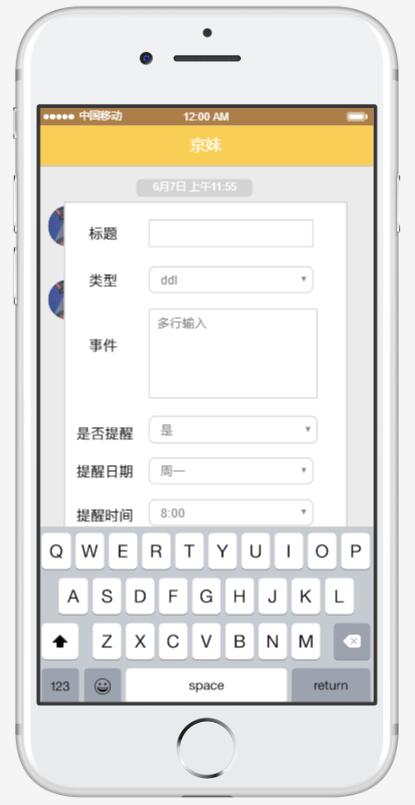 中国移动 12:00 AM
京妹
6月7日 上午11:55
标题
类型 ddl
多行输入
事件
是否提醒 是
提醒日期 周一
提醒时间 8:00
Q W E R T Y U I O P
A S D F G H J K L
Z X C V B N M
123 space return